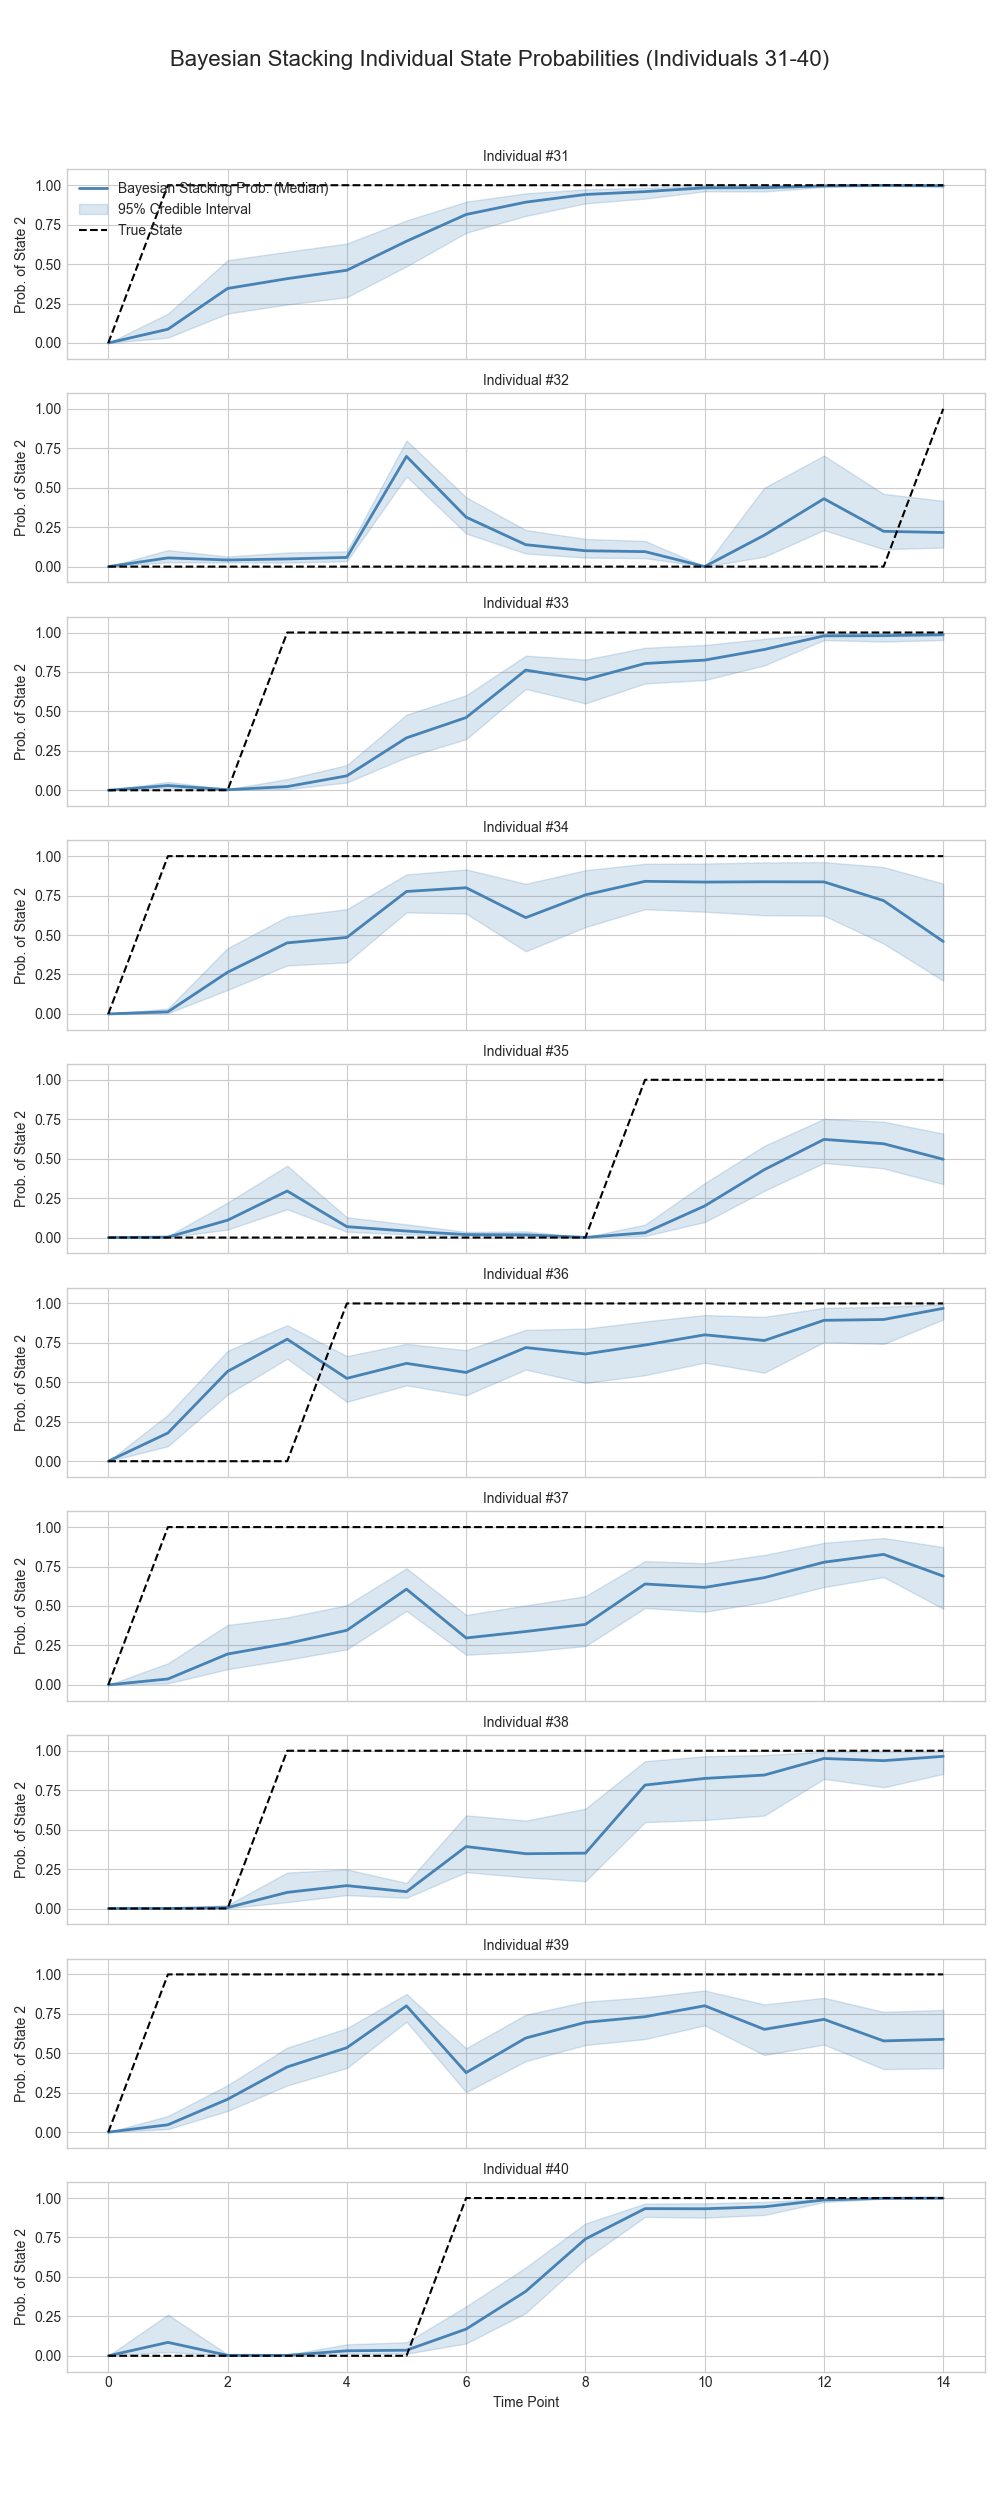 Bayesian Stacking Individual State Probabilities (Individuals 31-40)
Individual #31
Bayesian Stacking Prob. (Median)
95% Credible Interval
True State
Prob. of State 2
1.00
0.75
0.50
0.25
0.00
Individual #32
Prob. of State 2
1.00
0.75
0.50
0.25
0.00
Individual #33
Prob. of State 2
1.00
0.75
0.50
0.25
0.00
Individual #34
Prob. of State 2
1.00
0.75
0.50
0.25
0.00
Individual #35
Prob. of State 2
1.00
0.75
0.50
0.25
0.00
Individual #36
Prob. of State 2
1.00
0.75
0.50
0.25
0.00
Individual #37
Prob. of State 2
1.00
0.75
0.50
0.25
0.00
Individual #38
Prob. of State 2
1.00
0.75
0.50
0.25
0.00
Individual #39
Prob. of State 2
1.00
0.75
0.50
0.25
0.00
Individual #40
Prob. of State 2
1.00
0.75
0.50
0.25
0.00
0 2 4 6 8 10 12 14
Time Point